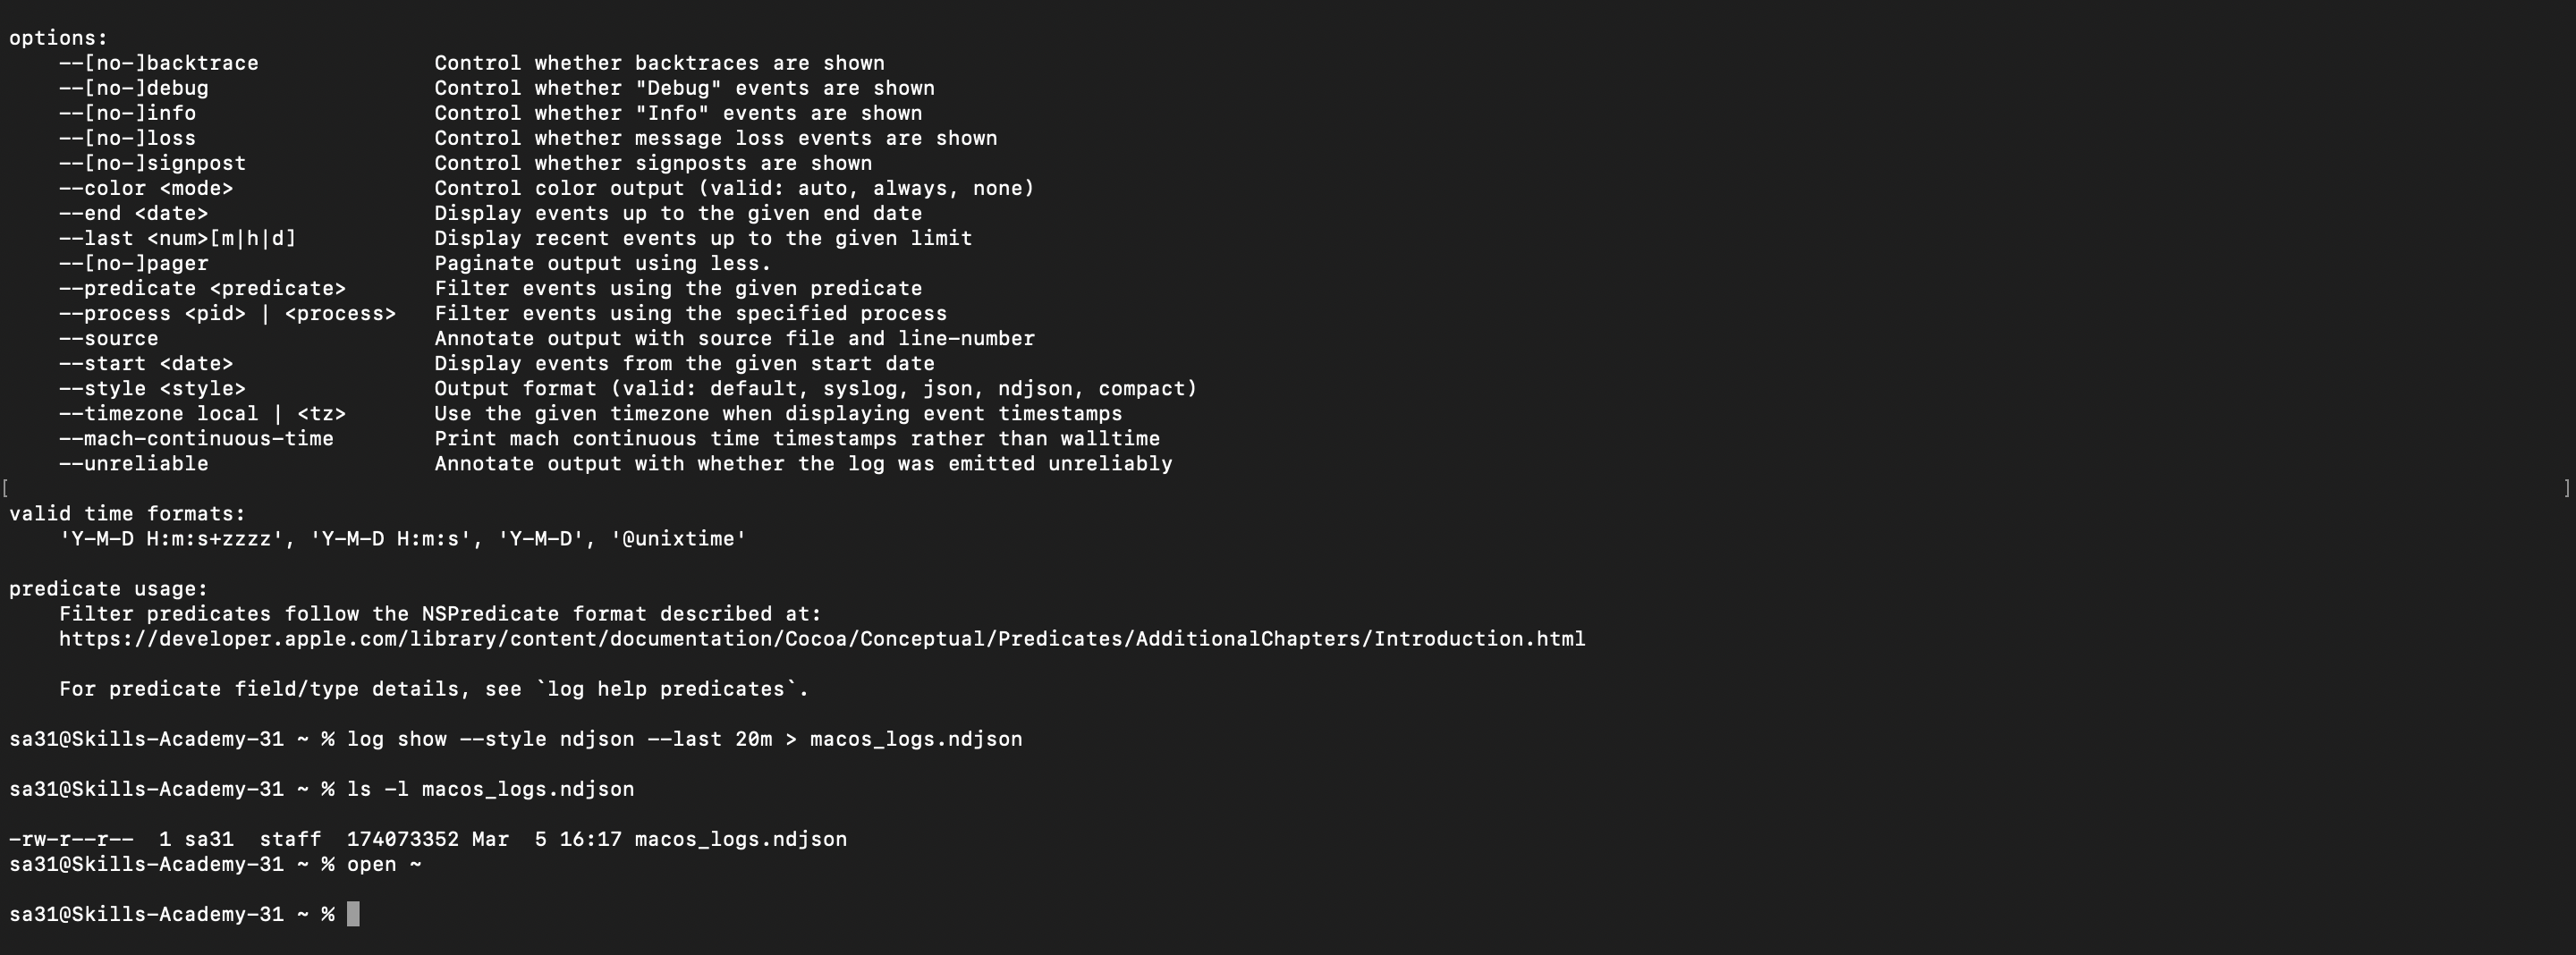 options:
    --[no-]backtrace              Control whether backtraces are shown
    --[no-]debug                  Control whether "Debug" events are shown
    --[no-]info                   Control whether "Info" events are shown
    --[no-]loss                   Control whether message loss events are shown
    --[no-]signpost               Control whether signposts are shown
    --color <mode>                Control color output (valid: auto, always, none)
    --end <date>                  Display events up to the given end date
    --last <num>[m|h|d]           Display recent events up to the given limit
    --[no-]pager                  Paginate output using less.
    --predicate <predicate>       Filter events using the given predicate
    --process <pid> | <process>   Filter events using the specified process
    --source                      Annotate output with source file and line-number
    --start <date>                Display events from the given start date
    --style <style>               Output format (valid: default, syslog, json, ndjson, compact)
    --timezone local | <tz>       Use the given timezone when displaying event timestamps
    --mach-continuous-time        Print mach continuous time timestamps rather than walltime
    --unreliable                  Annotate output with whether the log was emitted unreliably
[ ]
valid time formats:
    'Y-M-D H:m:s+zzzz', 'Y-M-D H:m:s', 'Y-M-D', '@unixtime'
predicate usage:
    Filter predicates follow the NSPredicate format described at:
    https://developer.apple.com/library/content/documentation/Cocoa/Conceptual/Predicates/AdditionalChapters/Introduction.html
    For predicate field/type details, see `log help predicates`.
sa31@Skills-Academy-31 ~ % log show --style ndjson --last 20m > macos_logs.ndjson
sa31@Skills-Academy-31 ~ % ls -l macos_logs.ndjson
-rw-r--r--  1 sa31  staff  174073352 Mar  5 16:17 macos_logs.ndjson
sa31@Skills-Academy-31 ~ % open ~
sa31@Skills-Academy-31 ~ %